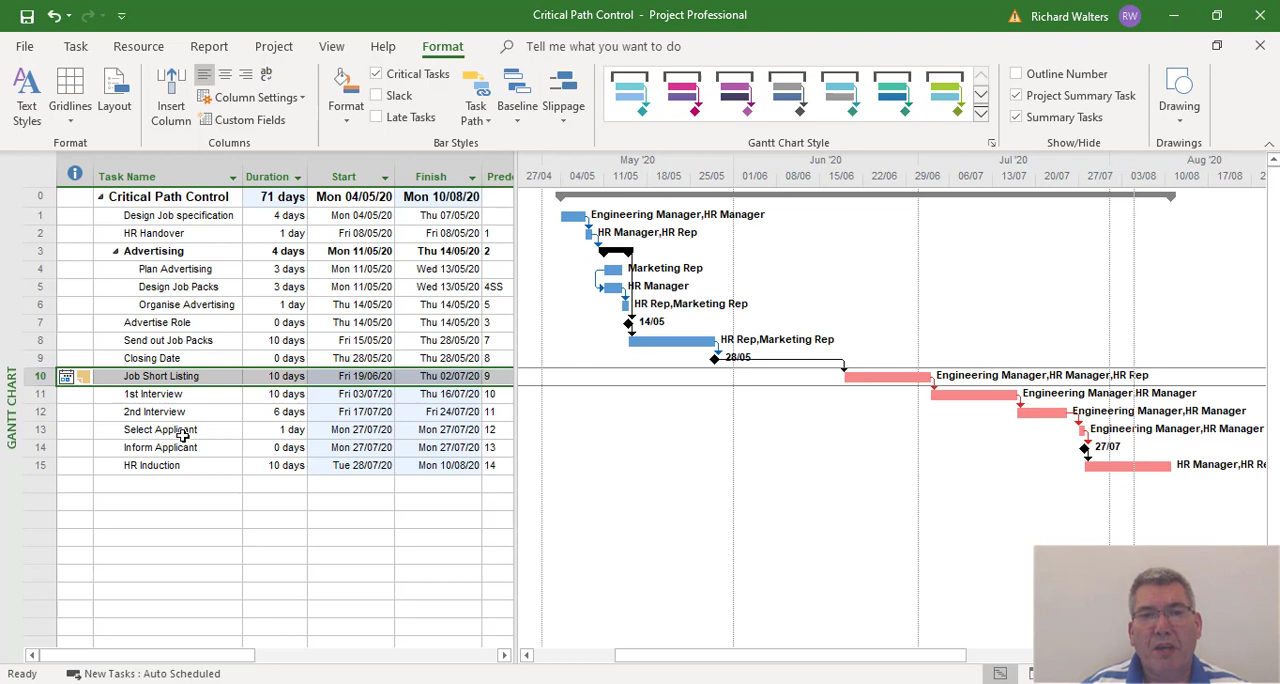 Critical Path Control - Project Professional
Richard Walters RW
File Task Resource Report Project View Help Format Tell me what you want to do
Text Styles
Gridlines
Layout
Insert Column
Column Settings
Custom Fields
Format
Critical Tasks
Slack
Late Tasks
Task Path
Baseline
Slippage
Outline Number
Project Summary Task
Summary Tasks
Drawing
Format Columns Bar Styles Gantt Chart Style Show/Hide Drawings
May '20 Jun '20 Jul '20 Aug '20
Task Name Duration Start Finish Prede
27/04 04/05 11/05 18/05 25/05 01/06 08/06 15/06 22/06 29/06 06/07 13/07 20/07 27/07 03/08 10/08 17/08 2
0 Critical Path Control 71 days Mon 04/05/20 Mon 10/08/20
1 Design Job specification 4 days Mon 04/05/20 Thu 07/05/20 Engineering Manager,HR Manager
2 HR Handover 1 day Fri 08/05/20 Fri 08/05/20 1 HR Manager,HR Rep
3 Advertising 4 days Mon 11/05/20 Thu 14/05/20 2
4 Plan Advertising 3 days Mon 11/05/20 Wed 13/05/20 Marketing Rep
5 Design Job Packs 3 days Mon 11/05/20 Wed 13/05/20 4SS HR Manager
6 Organise Advertising 1 day Thu 14/05/20 Thu 14/05/20 5 HR Rep,Marketing Rep
7 Advertise Role 0 days Thu 14/05/20 Thu 14/05/20 3 14/05
8 Send out Job Packs 10 days Fri 15/05/20 Thu 28/05/20 7 HR Rep,Marketing Rep
9 Closing Date 0 days Thu 28/05/20 Thu 28/05/20 8 28/05
10 Job Short Listing 10 days Fri 19/06/20 Thu 02/07/20 9 Engineering Manager,HR Manager,HR Rep
11 1st Interview 10 days Fri 03/07/20 Thu 16/07/20 10 Engineering Manager,HR Manager
12 2nd Interview 6 days Fri 17/07/20 Fri 24/07/20 11 Engineering Manager,HR Manager
13 Select Applicant 1 day Mon 27/07/20 Mon 27/07/20 12 Engineering Manager,HR Manager
14 Inform Applicant 0 days Mon 27/07/20 Mon 27/07/20 13 27/07
15 HR Induction 10 days Tue 28/07/20 Mon 10/08/20 14 HR Manager,HR Re
GANTT CHART
Ready New Tasks : Auto Scheduled